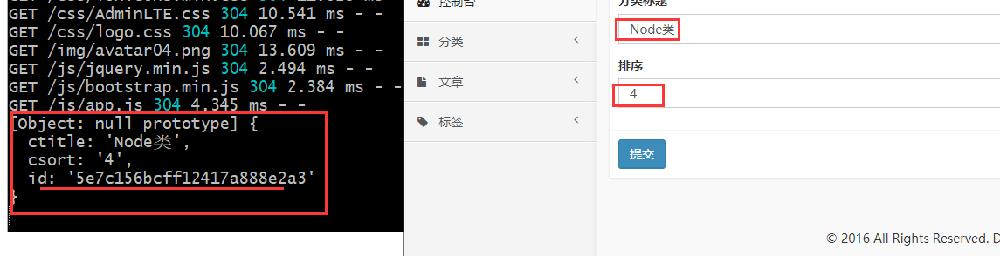 GET /css/AdminLTE.css 304 10.541 ms - -
GET /css/logo.css 304 10.067 ms - -
GET /img/avatar04.png 304 13.609 ms - -
GET /js/jquery.min.js 304 2.494 ms - -
GET /js/bootstrap.min.js 304 2.384 ms - -
GET /js/app.js 304 4.345 ms - -
[Object: null prototype] {
ctitle: 'Node类',
csort: '4',
id: '5e7c156bcff12417a888e2a3'
}
控制台
分类
文章
标签
分类标题
Node类
排序
4
提交
© 2016 All Rights Reserved. D